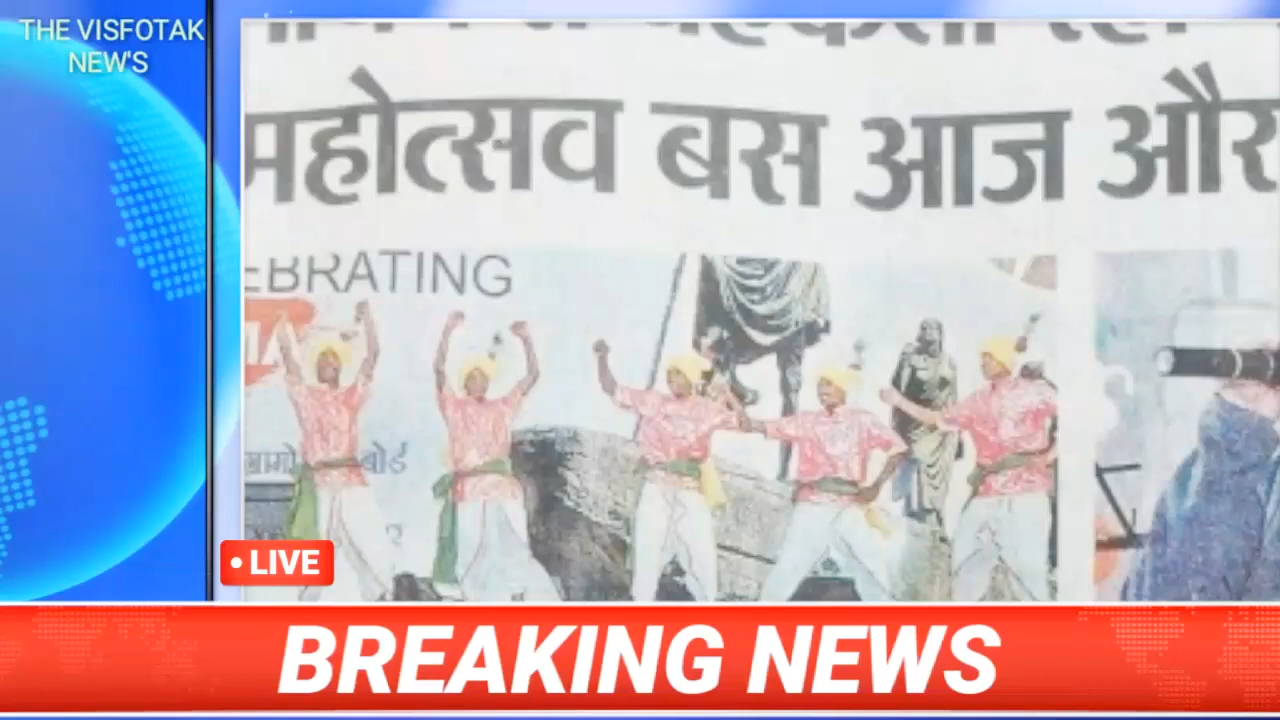 THE VISFOTAK
NEW'S
महोत्सव बस आज और
EBRATING
बोर्ड
• LIVE
BREAKING NEWS